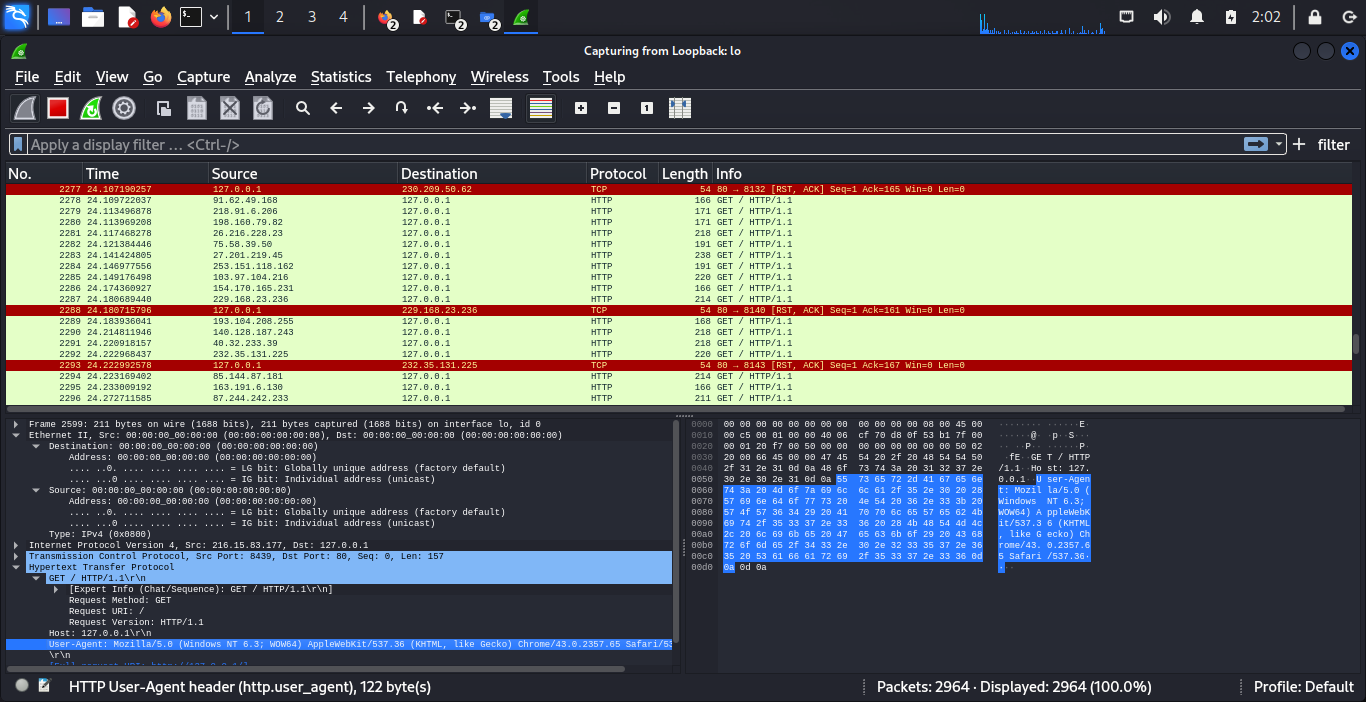 1 2 3 4 2 2 2 2:02
Capturing from Loopback: lo
File Edit View Go Capture Analyze Statistics Telephony Wireless Tools Help
Apply a display filter … <Ctrl-/> filter
No. Time Source Destination Protocol Length Info
2277 24.107190257 127.0.0.1 230.209.50.62 TCP 54 80 → 8132 [RST, ACK] Seq=1 Ack=165 Win=0 Len=0
2278 24.109722037 91.62.49.168 127.0.0.1 HTTP 166 GET / HTTP/1.1
2279 24.113496878 218.91.6.206 127.0.0.1 HTTP 171 GET / HTTP/1.1
2280 24.113969208 198.160.79.82 127.0.0.1 HTTP 171 GET / HTTP/1.1
2281 24.117468278 26.216.228.23 127.0.0.1 HTTP 218 GET / HTTP/1.1
2282 24.121384446 75.58.39.50 127.0.0.1 HTTP 191 GET / HTTP/1.1
2283 24.141424805 27.201.219.45 127.0.0.1 HTTP 238 GET / HTTP/1.1
2284 24.146977556 253.151.118.162 127.0.0.1 HTTP 191 GET / HTTP/1.1
2285 24.149176498 103.97.104.216 127.0.0.1 HTTP 220 GET / HTTP/1.1
2286 24.174360927 154.170.165.231 127.0.0.1 HTTP 166 GET / HTTP/1.1
2287 24.180689440 229.168.23.236 127.0.0.1 HTTP 214 GET / HTTP/1.1
2288 24.180715796 127.0.0.1 229.168.23.236 TCP 54 80 → 8140 [RST, ACK] Seq=1 Ack=161 Win=0 Len=0
2289 24.183936041 193.104.208.255 127.0.0.1 HTTP 168 GET / HTTP/1.1
2290 24.214811946 140.128.187.243 127.0.0.1 HTTP 218 GET / HTTP/1.1
2291 24.220918157 40.32.233.39 127.0.0.1 HTTP 218 GET / HTTP/1.1
2292 24.222968437 232.35.131.225 127.0.0.1 HTTP 220 GET / HTTP/1.1
2293 24.222992578 127.0.0.1 232.35.131.225 TCP 54 80 → 8143 [RST, ACK] Seq=1 Ack=167 Win=0 Len=0
2294 24.223169402 85.144.87.181 127.0.0.1 HTTP 214 GET / HTTP/1.1
2295 24.233009192 163.191.6.130 127.0.0.1 HTTP 166 GET / HTTP/1.1
2296 24.272711585 87.244.242.233 127.0.0.1 HTTP 211 GET / HTTP/1.1
Frame 2599: 211 bytes on wire (1688 bits), 211 bytes captured (1688 bits) on interface lo, id 0
Ethernet II, Src: 00:00:00_00:00:00 (00:00:00:00:00:00), Dst: 00:00:00_00:00:00 (00:00:00:00:00:00)
Destination: 00:00:00_00:00:00 (00:00:00:00:00:00)
Address: 00:00:00_00:00:00 (00:00:00:00:00:00)
.... ..0. .... .... .... .... = LG bit: Globally unique address (factory default)
.... ...0 .... .... .... .... = IG bit: Individual address (unicast)
Source: 00:00:00_00:00:00 (00:00:00:00:00:00)
Address: 00:00:00_00:00:00 (00:00:00:00:00:00)
.... ..0. .... .... .... .... = LG bit: Globally unique address (factory default)
.... ...0 .... .... .... .... = IG bit: Individual address (unicast)
Type: IPv4 (0x0800)
Internet Protocol Version 4, Src: 216.15.83.177, Dst: 127.0.0.1
Transmission Control Protocol, Src Port: 8439, Dst Port: 80, Seq: 0, Len: 157
Hypertext Transfer Protocol
GET / HTTP/1.1\r\n
[Expert Info (Chat/Sequence): GET / HTTP/1.1\r\n]
Request Method: GET
Request URI: /
Request Version: HTTP/1.1
Host: 127.0.0.1\r\n
User-Agent: Mozilla/5.0 (Windows NT 6.3; WOW64) AppleWebKit/537.36 (KHTML, like Gecko) Chrome/43.0.2357.65 Safari/53
\r\n
0000 00 00 00 00 00 00 00 00 00 00 00 00 08 00 45 00 ········ ······E·
0010 00 c5 00 01 00 00 40 06 cf 70 d8 0f 53 b1 7f 00 ······@· ·p··S···
0020 00 01 20 f7 00 50 00 00 00 00 00 00 00 00 50 02 ·· ··P·· ······P·
0030 20 00 66 45 00 00 47 45 54 20 2f 20 48 54 54 50 ·fE··GE T / HTTP
0040 2f 31 2e 31 0d 0a 48 6f 73 74 3a 20 31 32 37 2e /1.1··Ho st: 127.
0050 30 2e 30 2e 31 0d 0a 55 73 65 72 2d 41 67 65 6e 0.0.1··U ser-Agen
0060 74 3a 20 4d 6f 7a 69 6c 6c 61 2f 35 2e 30 20 28 t: Mozil la/5.0 (
0070 57 69 6e 64 6f 77 73 20 4e 54 20 36 2e 33 3b 20 Windows NT 6.3;
0080 57 4f 57 36 34 29 20 41 70 70 6c 65 57 65 62 4b WOW64) A ppleWebK
0090 69 74 2f 35 33 37 2e 33 36 20 28 4b 48 54 4d 4c it/537.3 6 (KHTML
00a0 2c 20 6c 69 6b 65 20 47 65 63 6b 6f 29 20 43 68 , like G ecko) Ch
00b0 72 6f 6d 65 2f 34 33 2e 30 2e 32 33 35 37 2e 36 rome/43. 0.2357.6
00c0 35 20 53 61 66 61 72 69 2f 35 33 37 2e 33 36 0d 5 Safari /537.36·
00d0 0a 0d 0a ···
HTTP User-Agent header (http.user_agent), 122 byte(s) Packets: 2964 · Displayed: 2964 (100.0%) Profile: Default